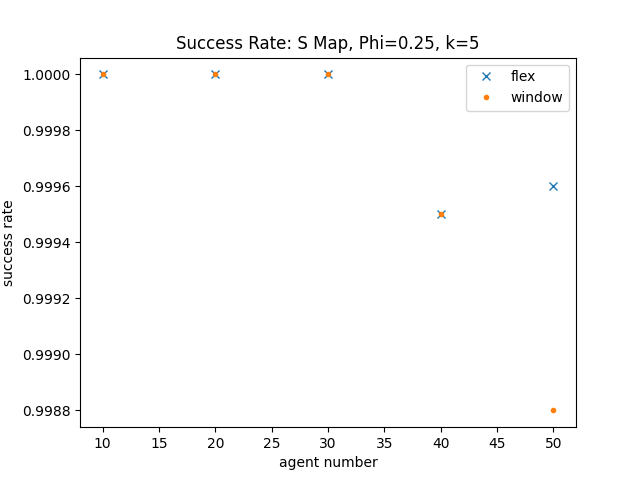 Success Rate: S Map, Phi=0.25, k=5
flex
window
success rate
1.0000
0.9998
0.9996
0.9994
0.9992
0.9990
0.9988
10 15 20 25 30 35 40 45 50
agent number